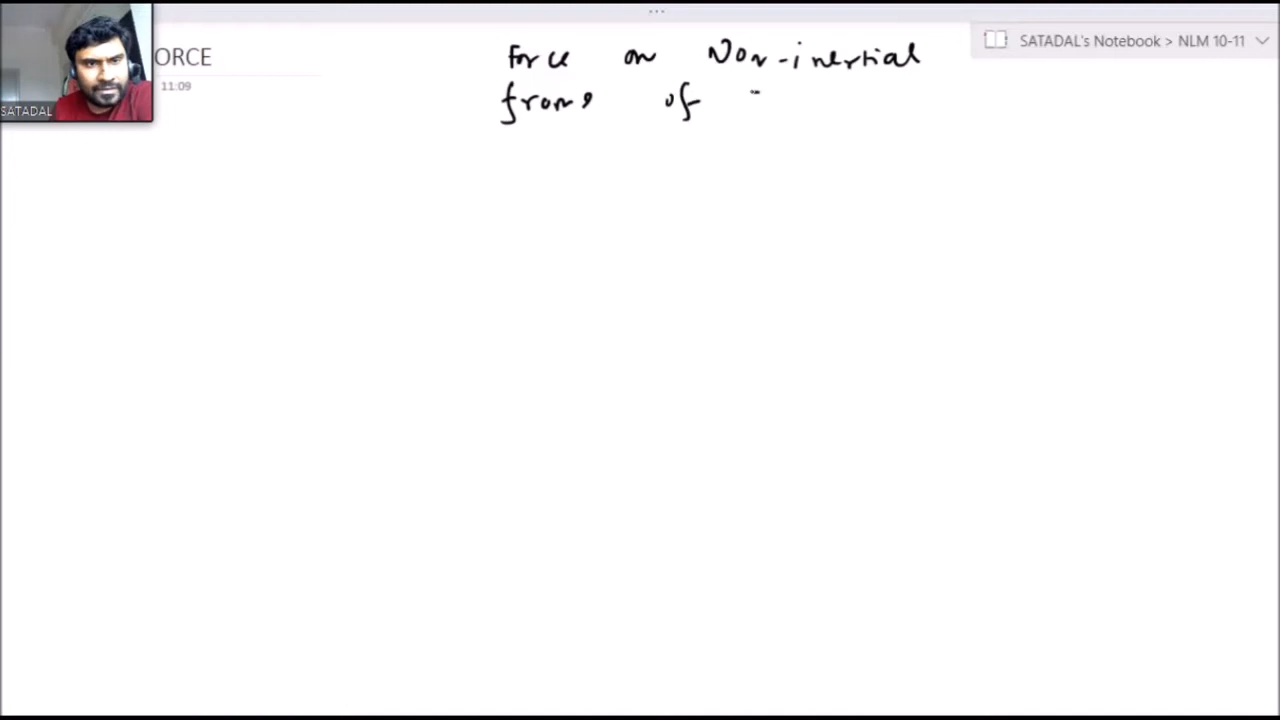 ORCE
11:09
SATADAL
SATADAL's Notebook > NLM 10-11
Force on Non-inertial
frame of